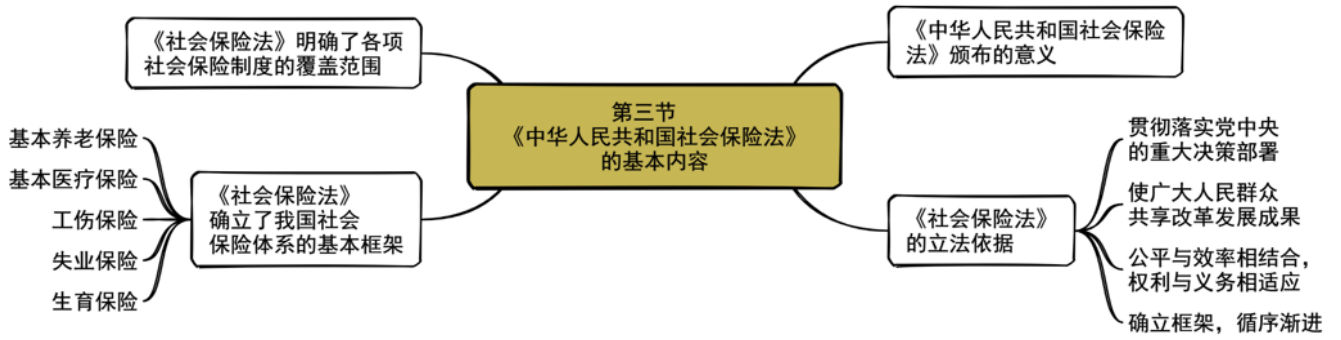 第三节
《中华人民共和国社会保险法》
的基本内容
《中华人民共和国社会保险
法》颁布的意义
《社会保险法》
的立法依据
贯彻落实党中央
的重大决策部署
使广大人民群众
共享改革发展成果
公平与效率相结合,
权利与义务相适应
确立框架，循序渐进
《社会保险法》
确立了我国社会
保险体系的基本框架
基本养老保险
基本医疗保险
工伤保险
失业保险
生育保险
《社会保险法》明确了各项
社会保险制度的覆盖范围